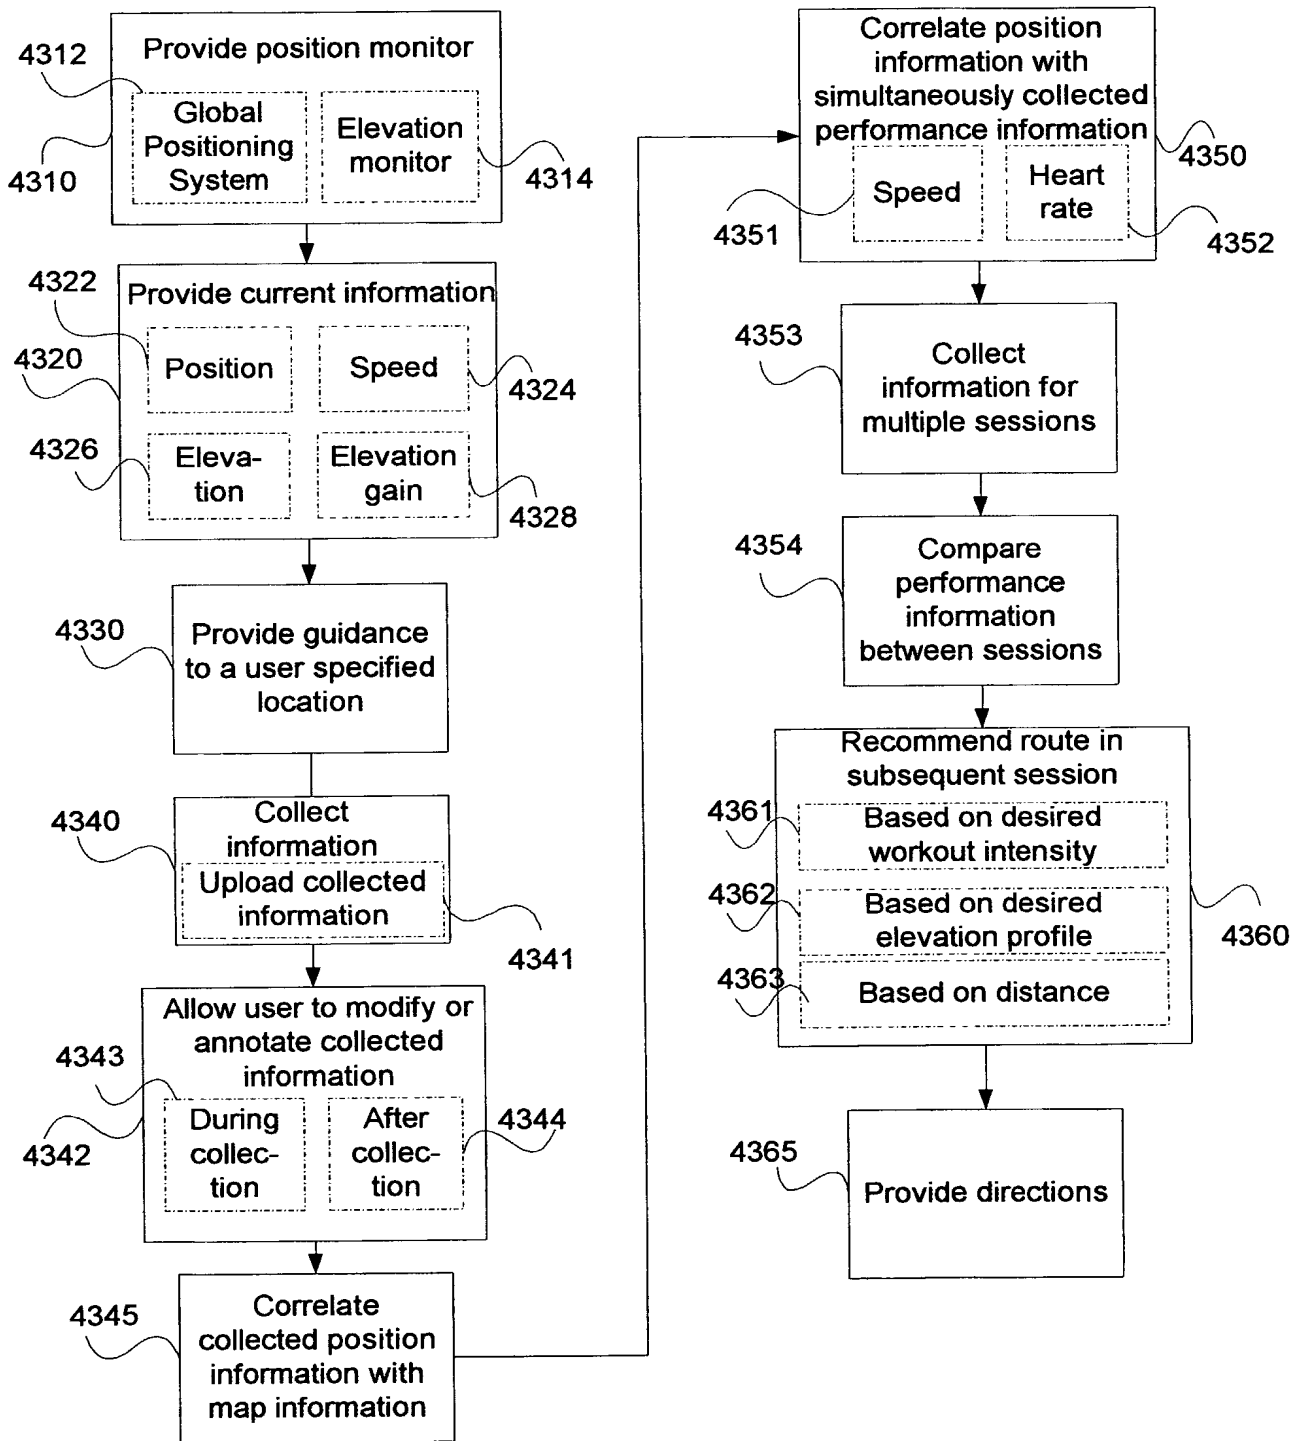 Provide position monitor
4312
Global
Positioning
System
Elevation
monitor
4310
4314
Provide current information
4322
4320
Position
Speed
4324
4326
Eleva-
tion
Elevation
gain
4328
4330
Provide guidance
to a user specified
location
4340
Collect
information
Upload collected
information
4341
Allow user to modify or
annotate collected
information
4343
4342
During
collec-
tion
After
collec-
tion
4344
4345
Correlate
collected position
information with
map information
Correlate position
information with
simultaneously collected
performance information
4350
4351
Speed
Heart
rate
4352
4353
Collect
information for
multiple sessions
4354
Compare
performance
information
between sessions
Recommend route in
subsequent session
4361
Based on desired
workout intensity
4362
Based on desired
elevation profile
4360
4363
Based on distance
4365
Provide directions